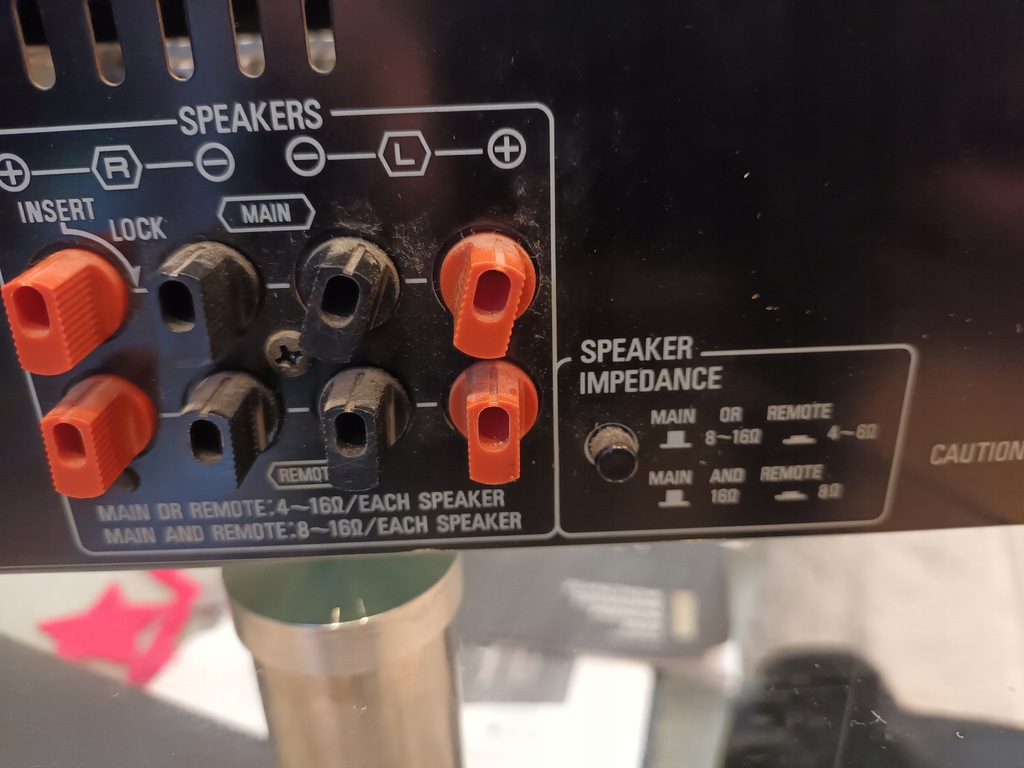 SPEAKERS
⊕ R ⊖ ⊖ L ⊕
INSERT
LOCK
MAIN
REMOT
MAIN OR REMOTE:4~16Ω/EACH SPEAKER
MAIN AND REMOTE:8~16Ω/EACH SPEAKER
SPEAKER
IMPEDANCE
MAIN OR REMOTE
8~16Ω 4~6Ω
MAIN AND REMOTE
16Ω 8Ω
CAUTION